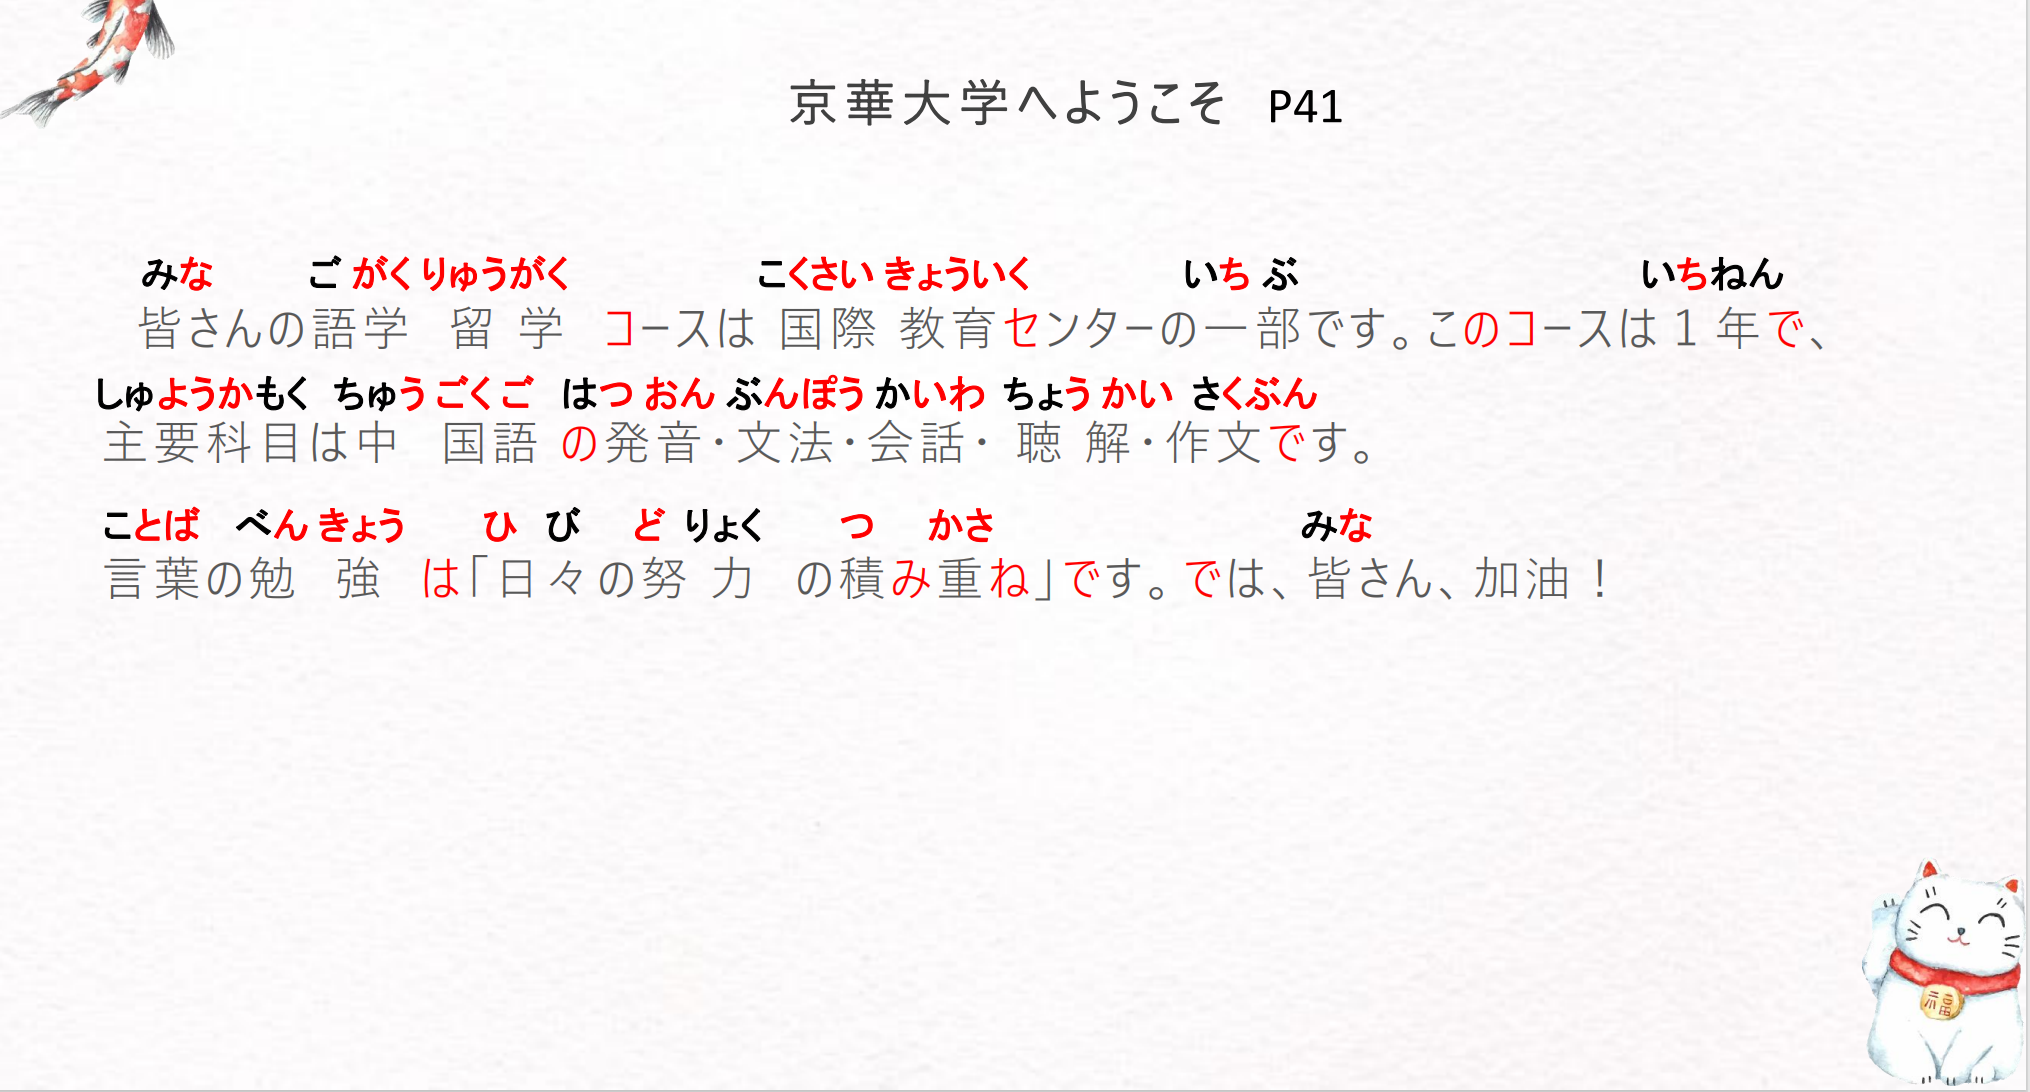 京華大学へようこそ P41
みな ごがくりゅうがく こくさいきょういく いちぶ いちねん
皆さんの語学留学コースは国際教育センターの一部です。このコースは1年で、
しゅようかもく ちゅうごくご はつおん ぶんぽう かいわ ちょうかい さくぶん
主要科目は中国語の発音・文法・会話・聴解・作文です。
ことば べんきょう ひび どりょく つ かさ みな
言葉の勉強は「日々の努力の積み重ね」です。では、皆さん、加油！
福